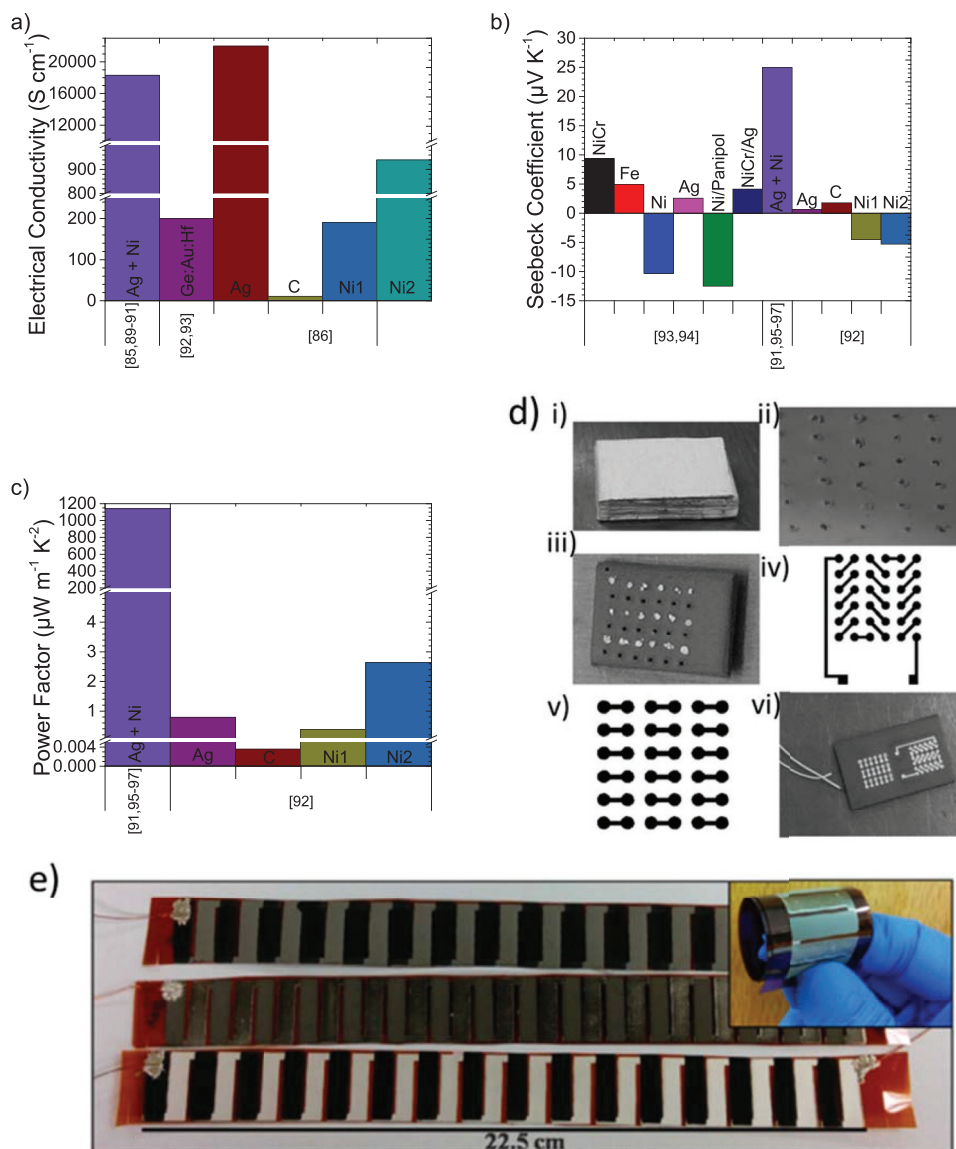 a)
Electrical Conductivity (S cm⁻¹)
20000
16000
12000
900
800
200
100
0
Ag + Ni
Ge:Au:Hf
Ag
C
Ni1
Ni2
[85,89-91]
[92,93]
[86]
b)
Seebeck Coefficient (µV K⁻¹)
30
25
20
15
10
5
0
-5
-10
-15
NiCr
Fe
Ni
Ag
Ni/Panipol
NiCr/Ag
Ag + Ni
Ag
C
Ni1
Ni2
[93,94]
[91,95-97]
[92]
c)
Power Factor (µW m⁻¹ K⁻²)
1200
1000
800
600
400
200
4
3
2
1
0.004
0.000
Ag + Ni
Ag
C
Ni1
Ni2
[91,95-97]
[92]
d)
i)
ii)
iii)
iv)
v)
vi)
e)
22.5 cm